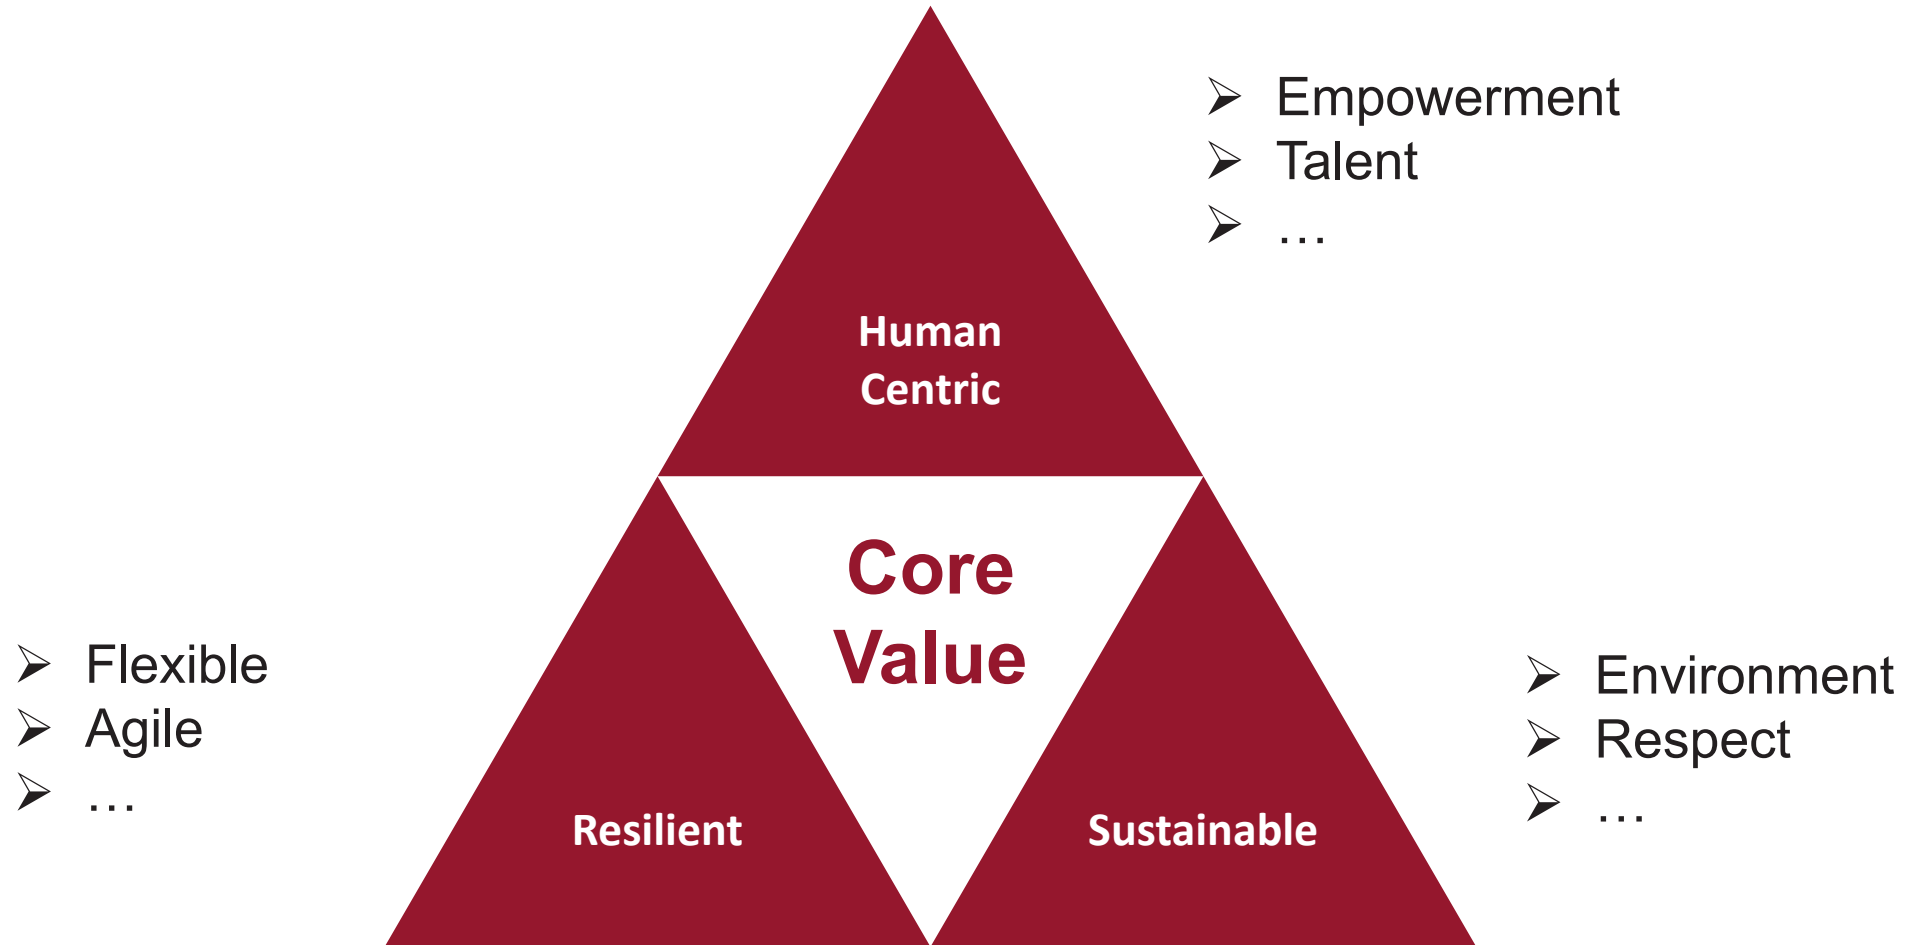 ➢ Empowerment
➢ Talent
➢ …
Human
Centric
Core
Value
➢ Flexible
➢ Agile
➢ …
Resilient
Sustainable
➢ Environment
➢ Respect
➢ …